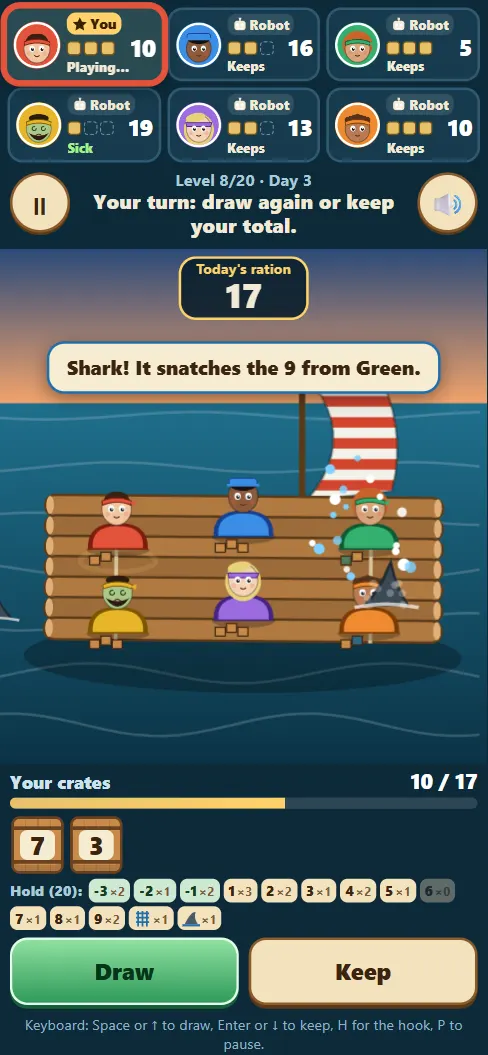 You
10
Playing...
Robot
16
Keeps
Robot
5
Keeps
Robot
19
Sick
Robot
13
Keeps
Robot
10
Keeps
Level 8/20 · Day 3
Your turn: draw again or keep
your total.
Today's ration
17
Shark! It snatches the 9 from Green.
Your crates
10 / 17
7 3
Hold (20): -3 ×2 -2 ×1 -1 ×2 1 ×3 2 ×2 3 ×1 4 ×2 5 ×1 6 ×0
7 ×1 8 ×1 9 ×2 ×1 ×1
Draw
Keep
Keyboard: Space or ↑ to draw, Enter or ↓ to keep, H for the hook, P to
pause.